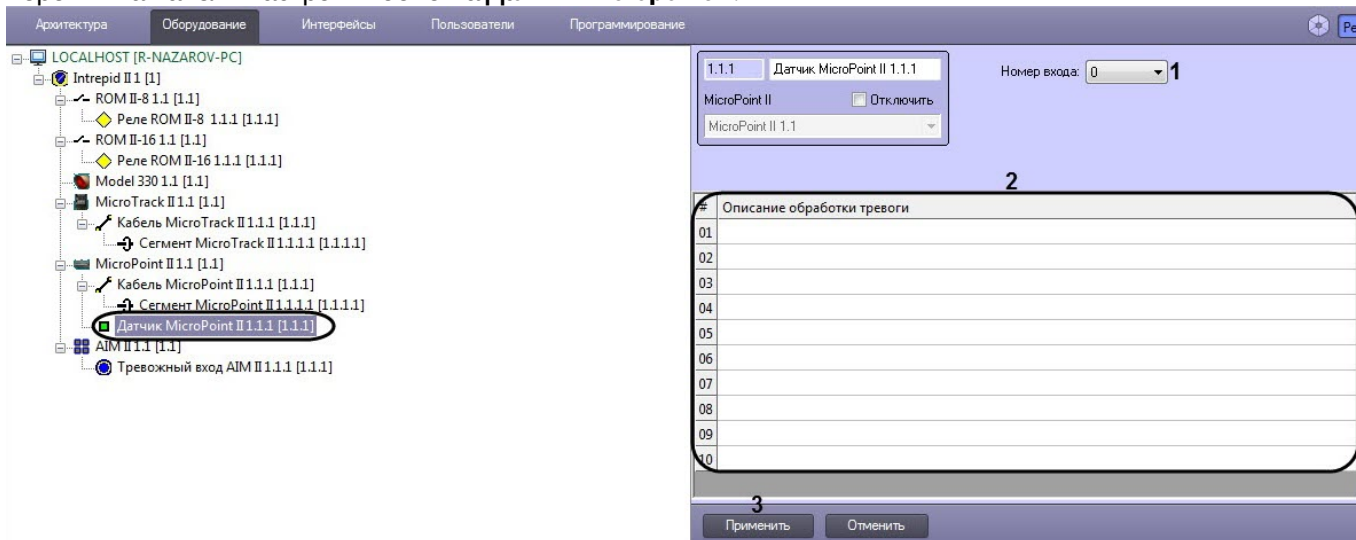 Архитектура Оборудование Интерфейсы Пользователи Программирование
LOCALHOST [R-NAZAROV-PC]
Intrepid II 1 [1]
ROM II-8 1.1 [1.1]
Реле ROM II-8 1.1.1 [1.1.1]
ROM II-16 1.1 [1.1]
Реле ROM II-16 1.1.1 [1.1.1]
Model 330 1.1 [1.1]
MicroTrack II 1.1 [1.1]
Кабель MicroTrack II 1.1.1 [1.1.1]
Сегмент MicroTrack II 1.1.1.1 [1.1.1.1]
MicroPoint II 1.1 [1.1]
Кабель MicroPoint II 1.1.1 [1.1.1]
Сегмент MicroPoint II 1.1.1.1 [1.1.1.1]
Датчик MicroPoint II 1.1.1 [1.1.1]
AIM II 1.1 [1.1]
Тревожный вход AIM II 1.1.1 [1.1.1]
1.1.1 Датчик MicroPoint II 1.1.1
Номер входа: 0 1
MicroPoint II Отключить
MicroPoint II 1.1
2
# Описание обработки тревоги
01
02
03
04
05
06
07
08
09
10
3
Применить Отменить